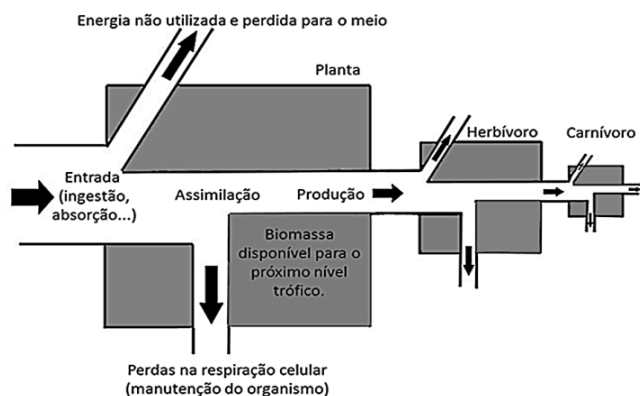 Energia não utilizada e perdida para o meio
Planta
Herbívoro
Carnívoro
Entrada
(ingestão,
absorção...)
Assimilação
Produção
Biomassa
disponível para o
próximo nível
trófico.
Perdas na respiração celular
(manutenção do organismo)